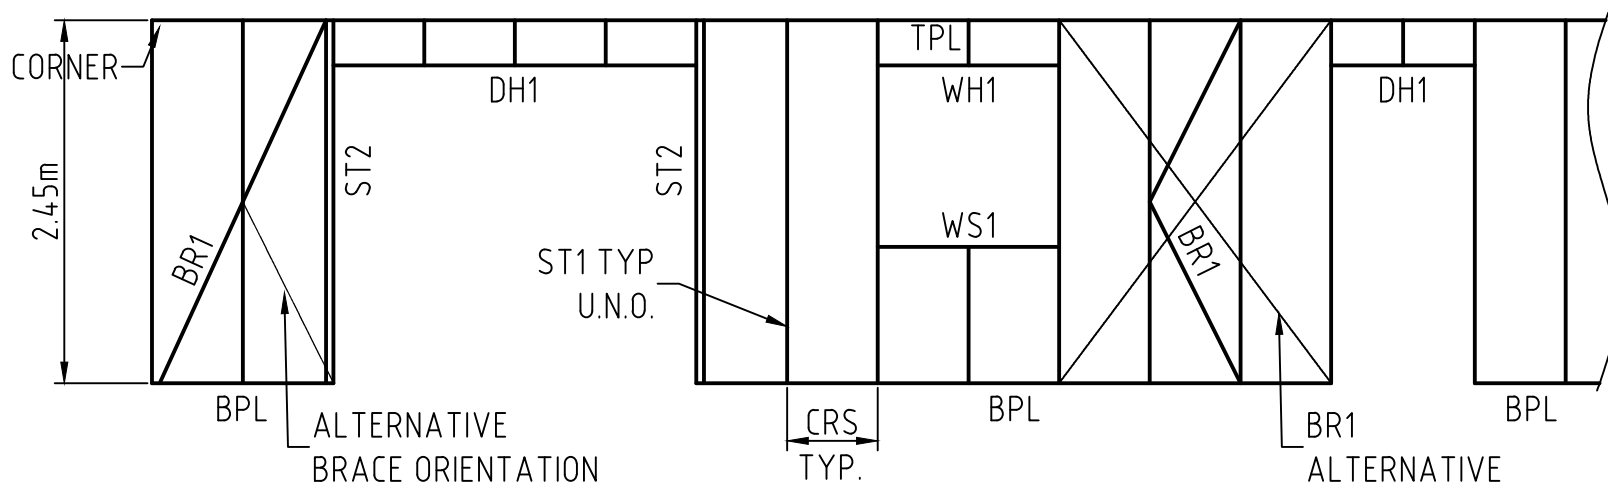 CORNER
TPL
DH1
WH1
DH1
2.45m
ST2
ST2
BR1
WS1
BR1
ST1 TYP
U.N.O.
BPL
ALTERNATIVE
BRACE ORIENTATION
CRS
TYP.
BPL
BR1
ALTERNATIVE
BPL